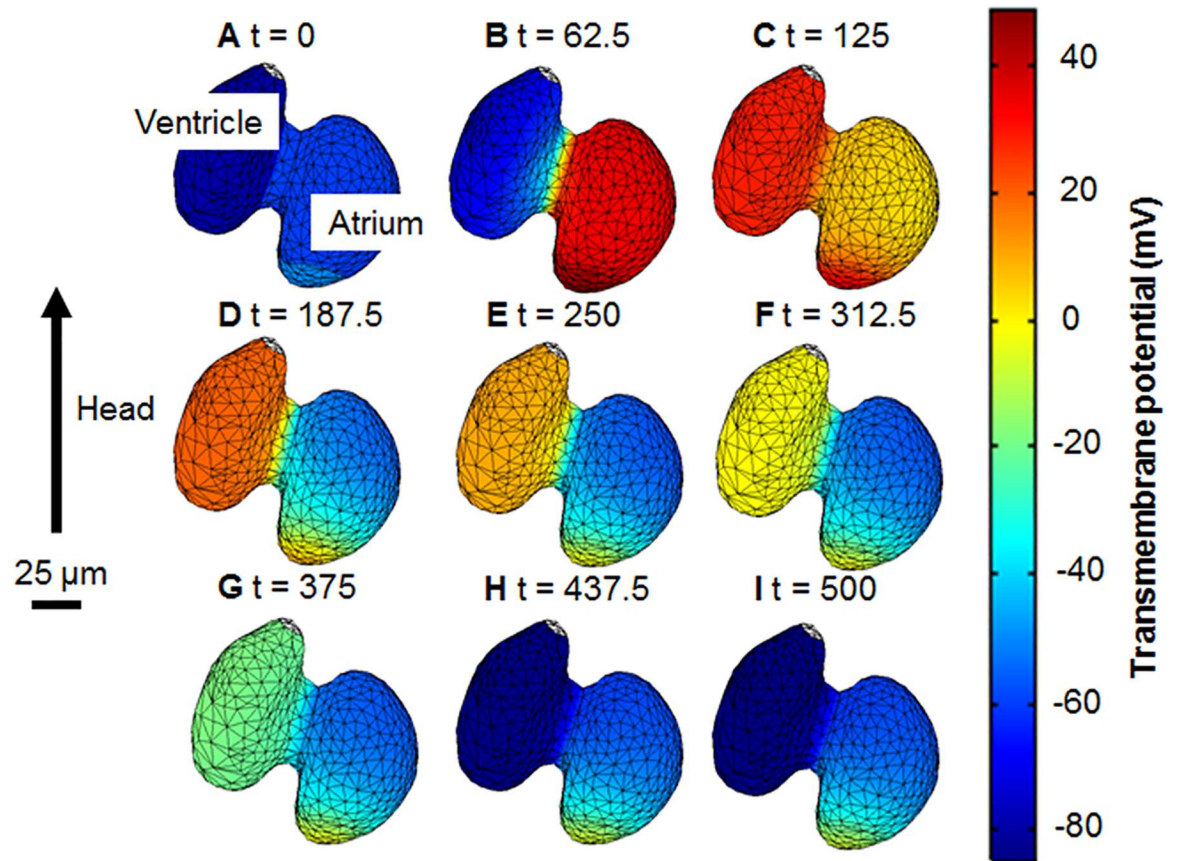 A t = 0
B t = 62.5
C t = 125
Ventricle
Atrium
D t = 187.5
E t = 250
F t = 312.5
Head
25 µm
G t = 375
H t = 437.5
I t = 500
40
20
0
-20
-40
-60
-80
Transmembrane potential (mV)